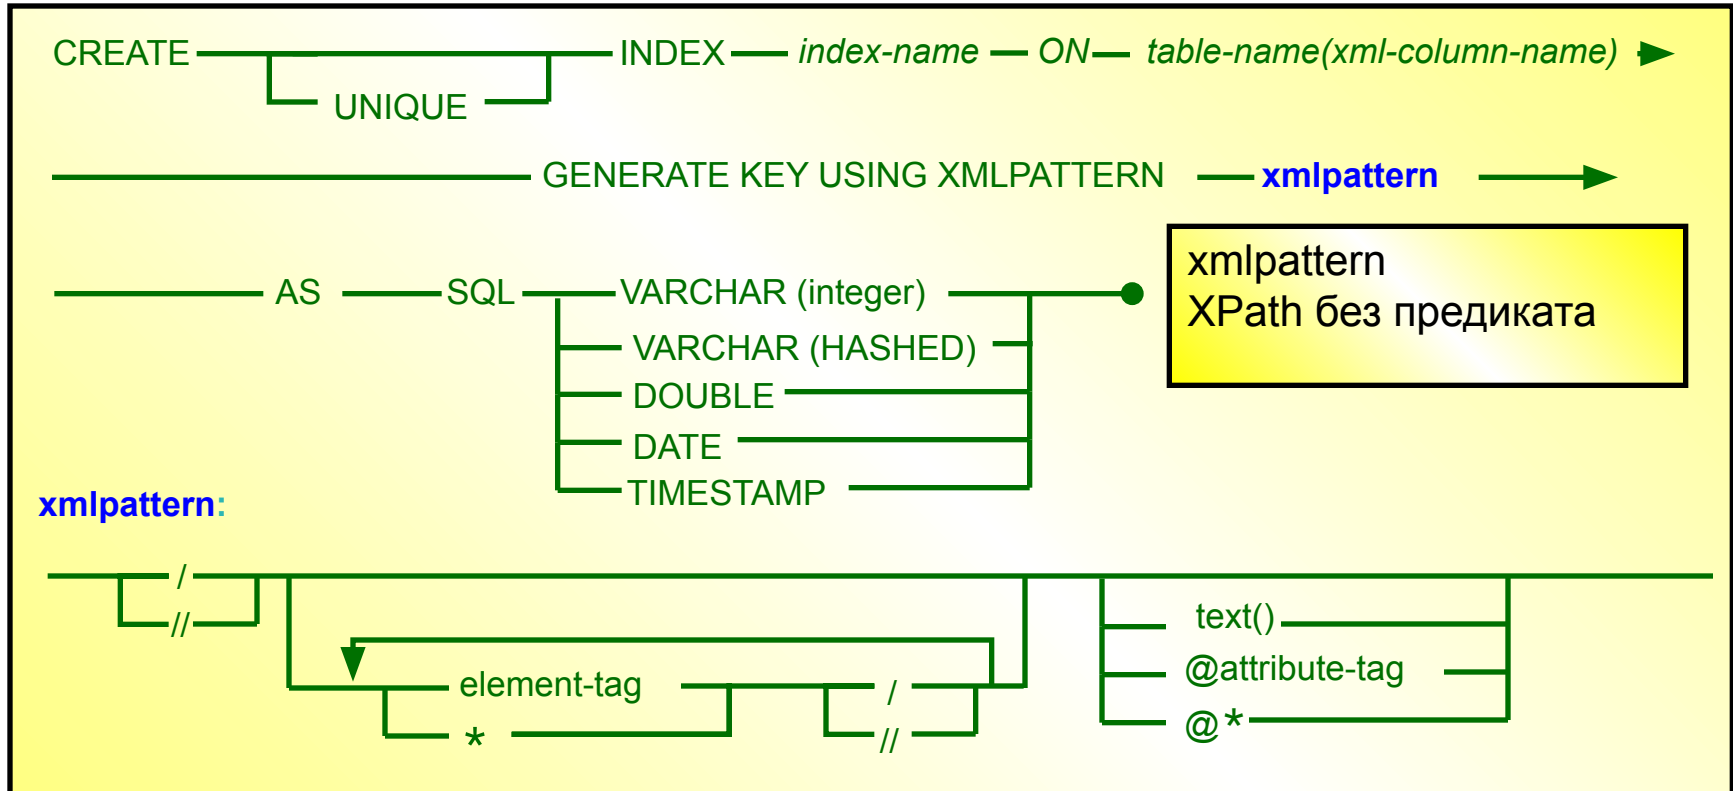 CREATE INDEX index-name ON table-name(xml-column-name)
UNIQUE
GENERATE KEY USING XMLPATTERN xmlpattern
AS SQL VARCHAR (integer)
VARCHAR (HASHED)
DOUBLE
DATE
TIMESTAMP
xmlpattern
XPath без предиката
xmlpattern:
/
//
element-tag /
* //
text()
@attribute-tag
@*